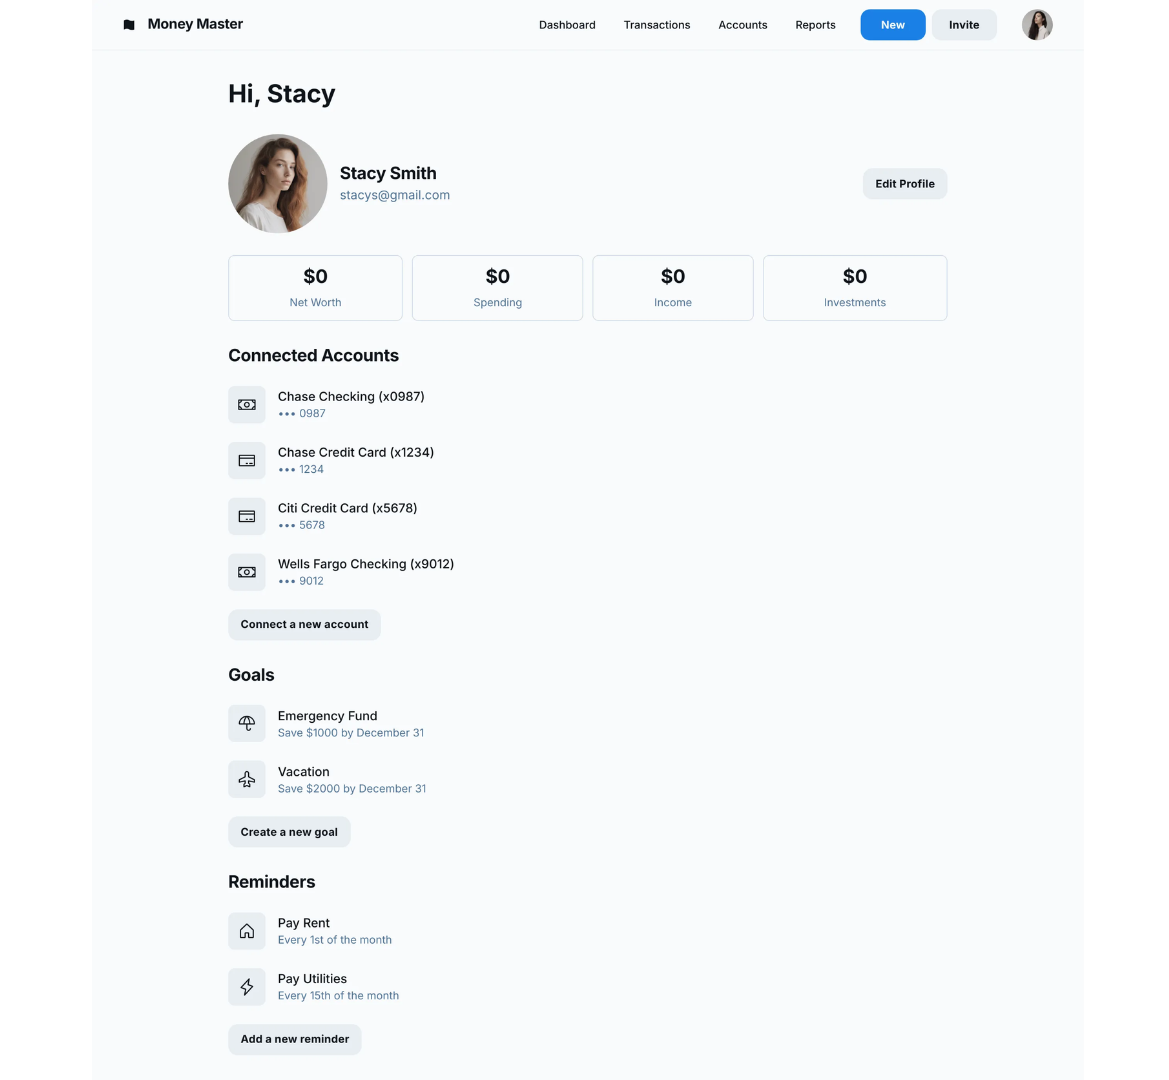 Money Master
Dashboard Transactions Accounts Reports New Invite
Hi, Stacy
Stacy Smith
stacys@gmail.com
Edit Profile
$0 $0 $0 $0
Net Worth Spending Income Investments
Connected Accounts
Chase Checking (x0987)
••• 0987
Chase Credit Card (x1234)
••• 1234
Citi Credit Card (x5678)
••• 5678
Wells Fargo Checking (x9012)
••• 9012
Connect a new account
Goals
Emergency Fund
Save $1000 by December 31
Vacation
Save $2000 by December 31
Create a new goal
Reminders
Pay Rent
Every 1st of the month
Pay Utilities
Every 15th of the month
Add a new reminder